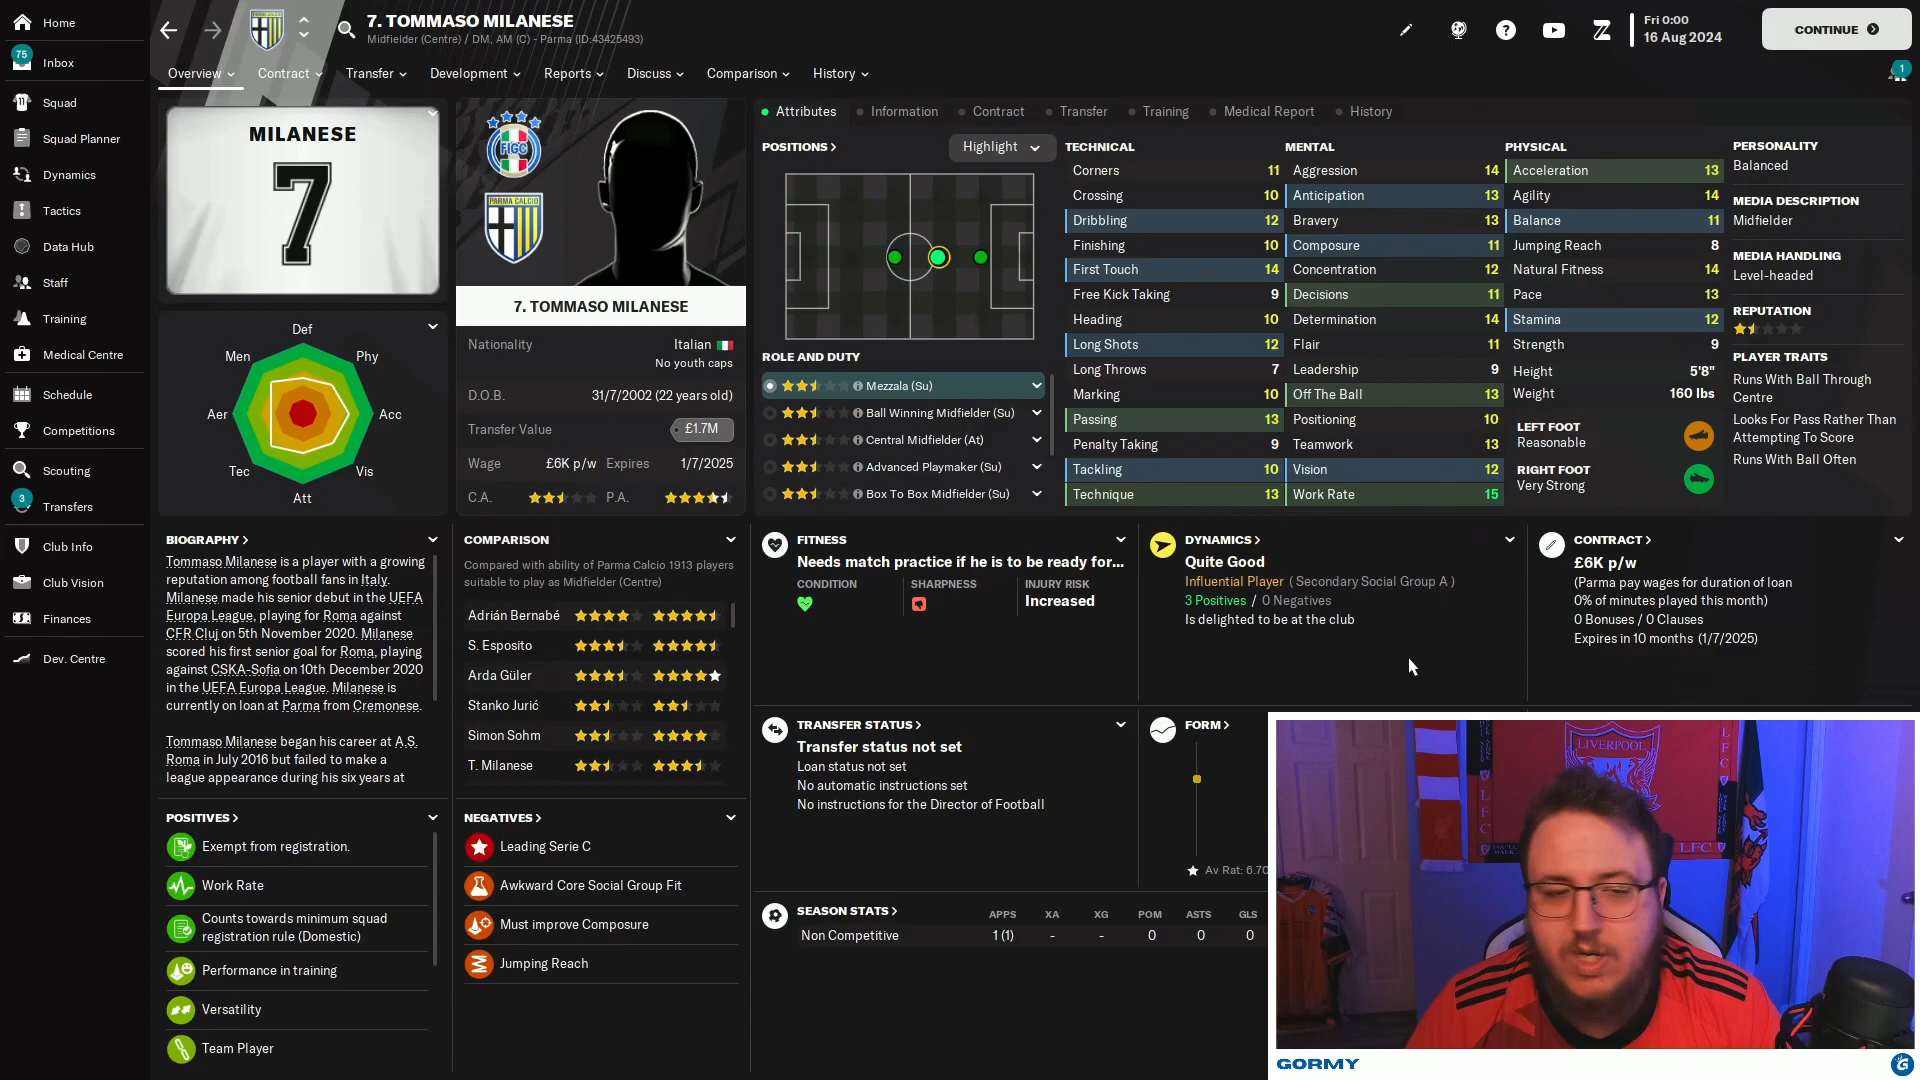 Home
75
Inbox
Squad
Squad Planner
Dynamics
Tactics
Data Hub
Staff
Training
Medical Centre
Schedule
Competitions
Scouting
3
Transfers
Club Info
Club Vision
Finances
Dev. Centre
7. TOMMASO MILANESE
Midfielder (Centre) / DM, AM (C) - Parma (ID:43425493)
Fri 0:00
16 Aug 2024
CONTINUE
1
Overview
Contract
Transfer
Development
Reports
Discuss
Comparison
History
MILANESE
7
Def
Phy
Acc
Vis
Att
Tec
Aer
Men
FIGC
PARMA CALCIO
7. TOMMASO MILANESE
Nationality Italian
No youth caps
D.O.B. 31/7/2002 (22 years old)
Transfer Value £1.7M
Wage £6K p/w Expires 1/7/2025
C.A. P.A.
Attributes
Information
Contract
Transfer
Training
Medical Report
History
POSITIONS >
Highlight
ROLE AND DUTY
Mezzala (Su)
Ball Winning Midfielder (Su)
Central Midfielder (At)
Advanced Playmaker (Su)
Box To Box Midfielder (Su)
TECHNICAL
Corners 11
Crossing 10
Dribbling 12
Finishing 10
First Touch 14
Free Kick Taking 9
Heading 10
Long Shots 12
Long Throws 7
Marking 10
Passing 13
Penalty Taking 9
Tackling 10
Technique 13
MENTAL
Aggression 14
Anticipation 13
Bravery 13
Composure 11
Concentration 12
Decisions 11
Determination 14
Flair 11
Leadership 9
Off The Ball 13
Positioning 10
Teamwork 13
Vision 12
Work Rate 15
PHYSICAL
Acceleration 13
Agility 14
Balance 11
Jumping Reach 8
Natural Fitness 14
Pace 13
Stamina 12
Strength 9
Height 5'8"
Weight 160 lbs
LEFT FOOT
Reasonable
RIGHT FOOT
Very Strong
PERSONALITY
Balanced
MEDIA DESCRIPTION
Midfielder
MEDIA HANDLING
Level-headed
REPUTATION
PLAYER TRAITS
Runs With Ball Through
Centre
Looks For Pass Rather Than
Attempting To Score
Runs With Ball Often
BIOGRAPHY >
Tommaso Milanese is a player with a growing
reputation among football fans in Italy.
Milanese made his senior debut in the UEFA
Europa League, playing for Roma against
CFR Cluj on 5th November 2020. Milanese
scored his first senior goal for Roma, playing
against CSKA-Sofia on 10th December 2020
in the UEFA Europa League. Milanese is
currently on loan at Parma from Cremonese.
Tommaso Milanese began his career at A.S.
Roma in July 2016 but failed to make a
league appearance during his six years at
COMPARISON
Compared with ability of Parma Calcio 1913 players
suitable to play as Midfielder (Centre)
Adrián Bernabé
S. Esposito
Arda Güler
Stanko Jurić
Simon Sohm
T. Milanese
FITNESS
Needs match practice if he is to be ready for...
CONDITION
SHARPNESS
INJURY RISK
Increased
DYNAMICS >
Quite Good
Influential Player ( Secondary Social Group A )
3 Positives / 0 Negatives
Is delighted to be at the club
CONTRACT >
£6K p/w
(Parma pay wages for duration of loan
0% of minutes played this month)
0 Bonuses / 0 Clauses
Expires in 10 months (1/7/2025)
TRANSFER STATUS >
Transfer status not set
Loan status not set
No automatic instructions set
No instructions for the Director of Football
FORM >
Av Rat: 6.70
POSITIVES >
Exempt from registration.
Work Rate
Counts towards minimum squad
registration rule (Domestic)
Performance in training
Versatility
Team Player
NEGATIVES >
Leading Serie C
Awkward Core Social Group Fit
Must improve Composure
Jumping Reach
SEASON STATS >
APPS XA XG POM ASTS GLS
Non Competitive 1 (1) - - 0 0 0
LIVERPOOL
LFC
GORMY